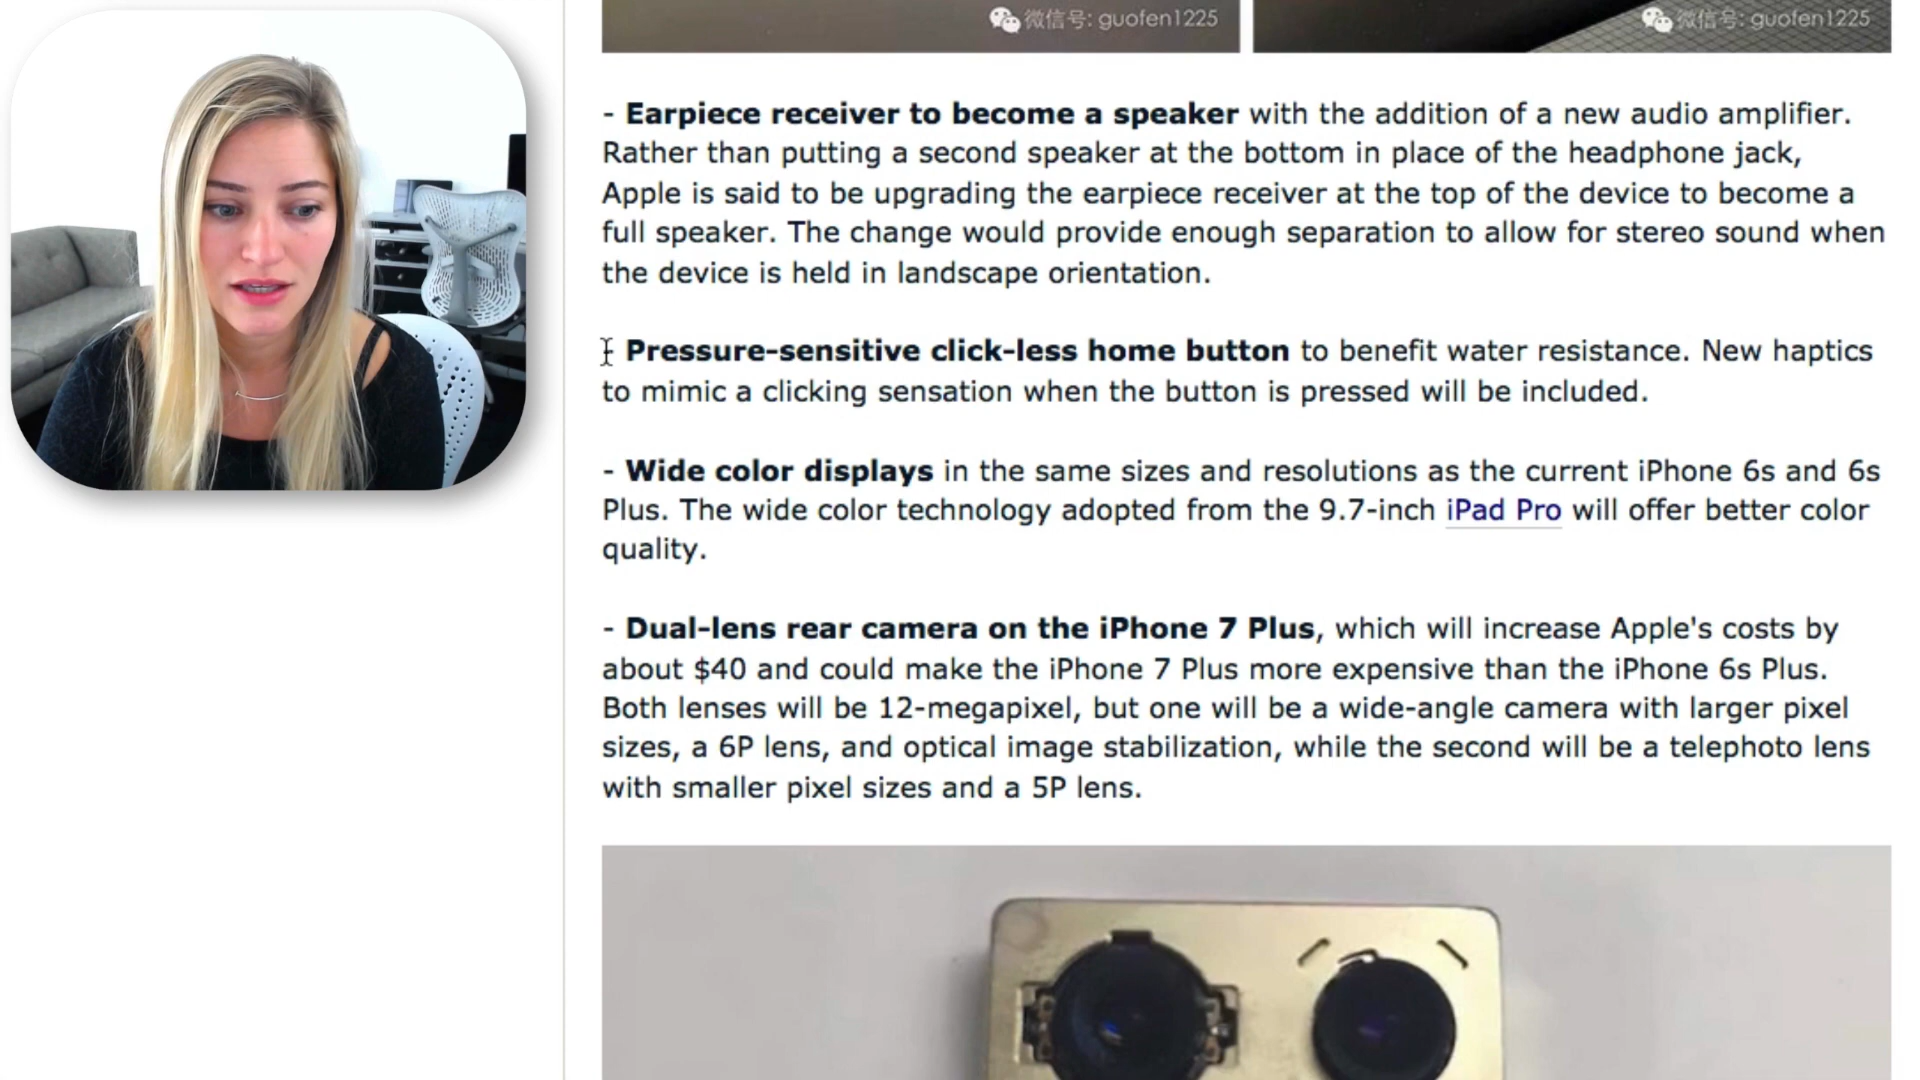 微信号: guofen1225
微信号: guofen1225
- Earpiece receiver to become a speaker with the addition of a new audio amplifier.
Rather than putting a second speaker at the bottom in place of the headphone jack,
Apple is said to be upgrading the earpiece receiver at the top of the device to become a
full speaker. The change would provide enough separation to allow for stereo sound when
the device is held in landscape orientation.
- Pressure-sensitive click-less home button to benefit water resistance. New haptics
to mimic a clicking sensation when the button is pressed will be included.
- Wide color displays in the same sizes and resolutions as the current iPhone 6s and 6s
Plus. The wide color technology adopted from the 9.7-inch iPad Pro will offer better color
quality.
- Dual-lens rear camera on the iPhone 7 Plus, which will increase Apple's costs by
about $40 and could make the iPhone 7 Plus more expensive than the iPhone 6s Plus.
Both lenses will be 12-megapixel, but one will be a wide-angle camera with larger pixel
sizes, a 6P lens, and optical image stabilization, while the second will be a telephoto lens
with smaller pixel sizes and a 5P lens.